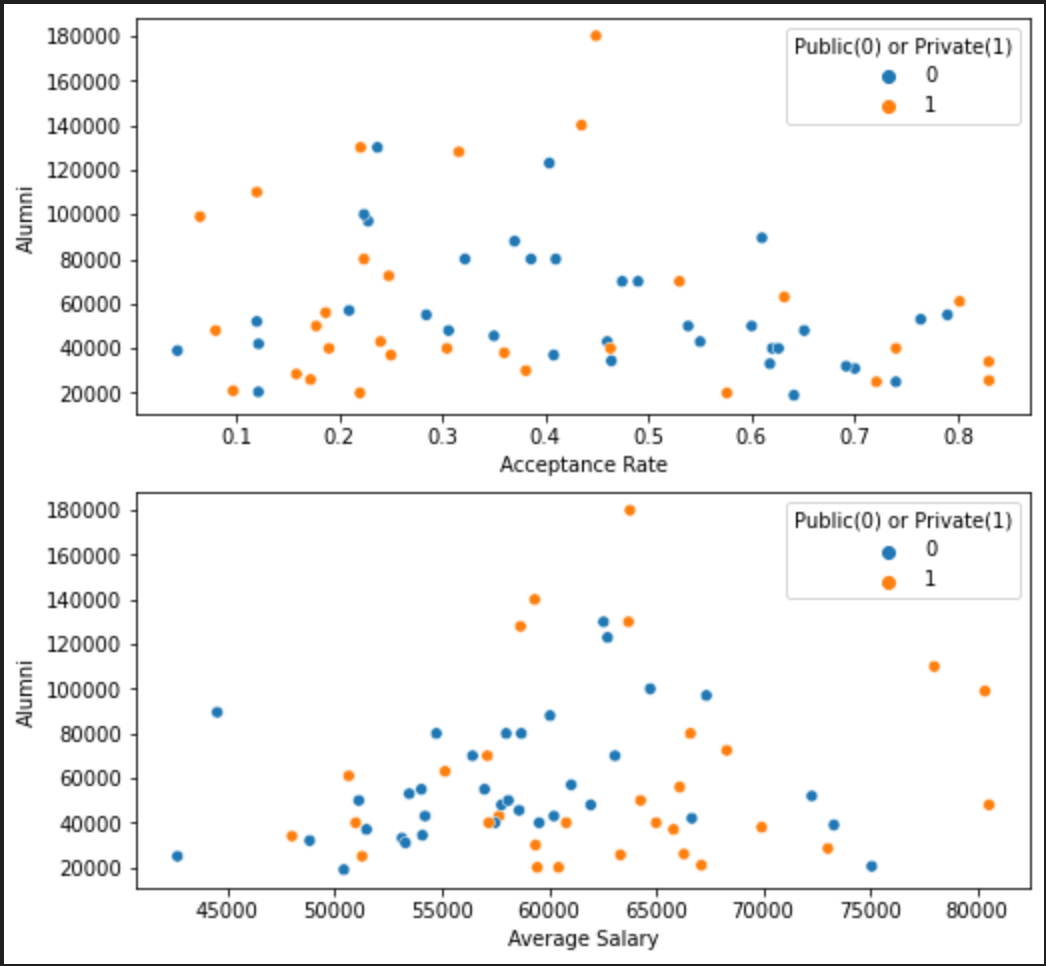 180000
160000
140000
120000
100000
80000
60000
40000
20000
Alumni
Public(0) or Private(1)
0
1
0.1 0.2 0.3 0.4 0.5 0.6 0.7 0.8
Acceptance Rate
180000
160000
140000
120000
100000
80000
60000
40000
20000
Alumni
Public(0) or Private(1)
0
1
45000 50000 55000 60000 65000 70000 75000 80000
Average Salary